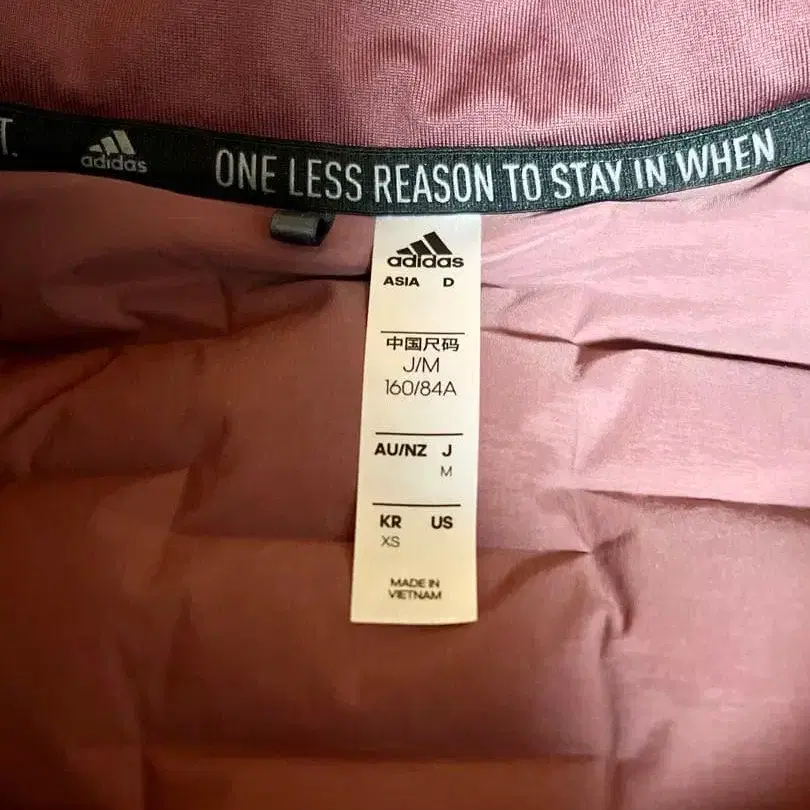 T.
adidas
ONE LESS REASON TO STAY IN WHEN
adidas
ASIA D
中国尺码
J/M
160/84A
AU/NZ J
M
KR US
XS
MADE IN
VIETNAM